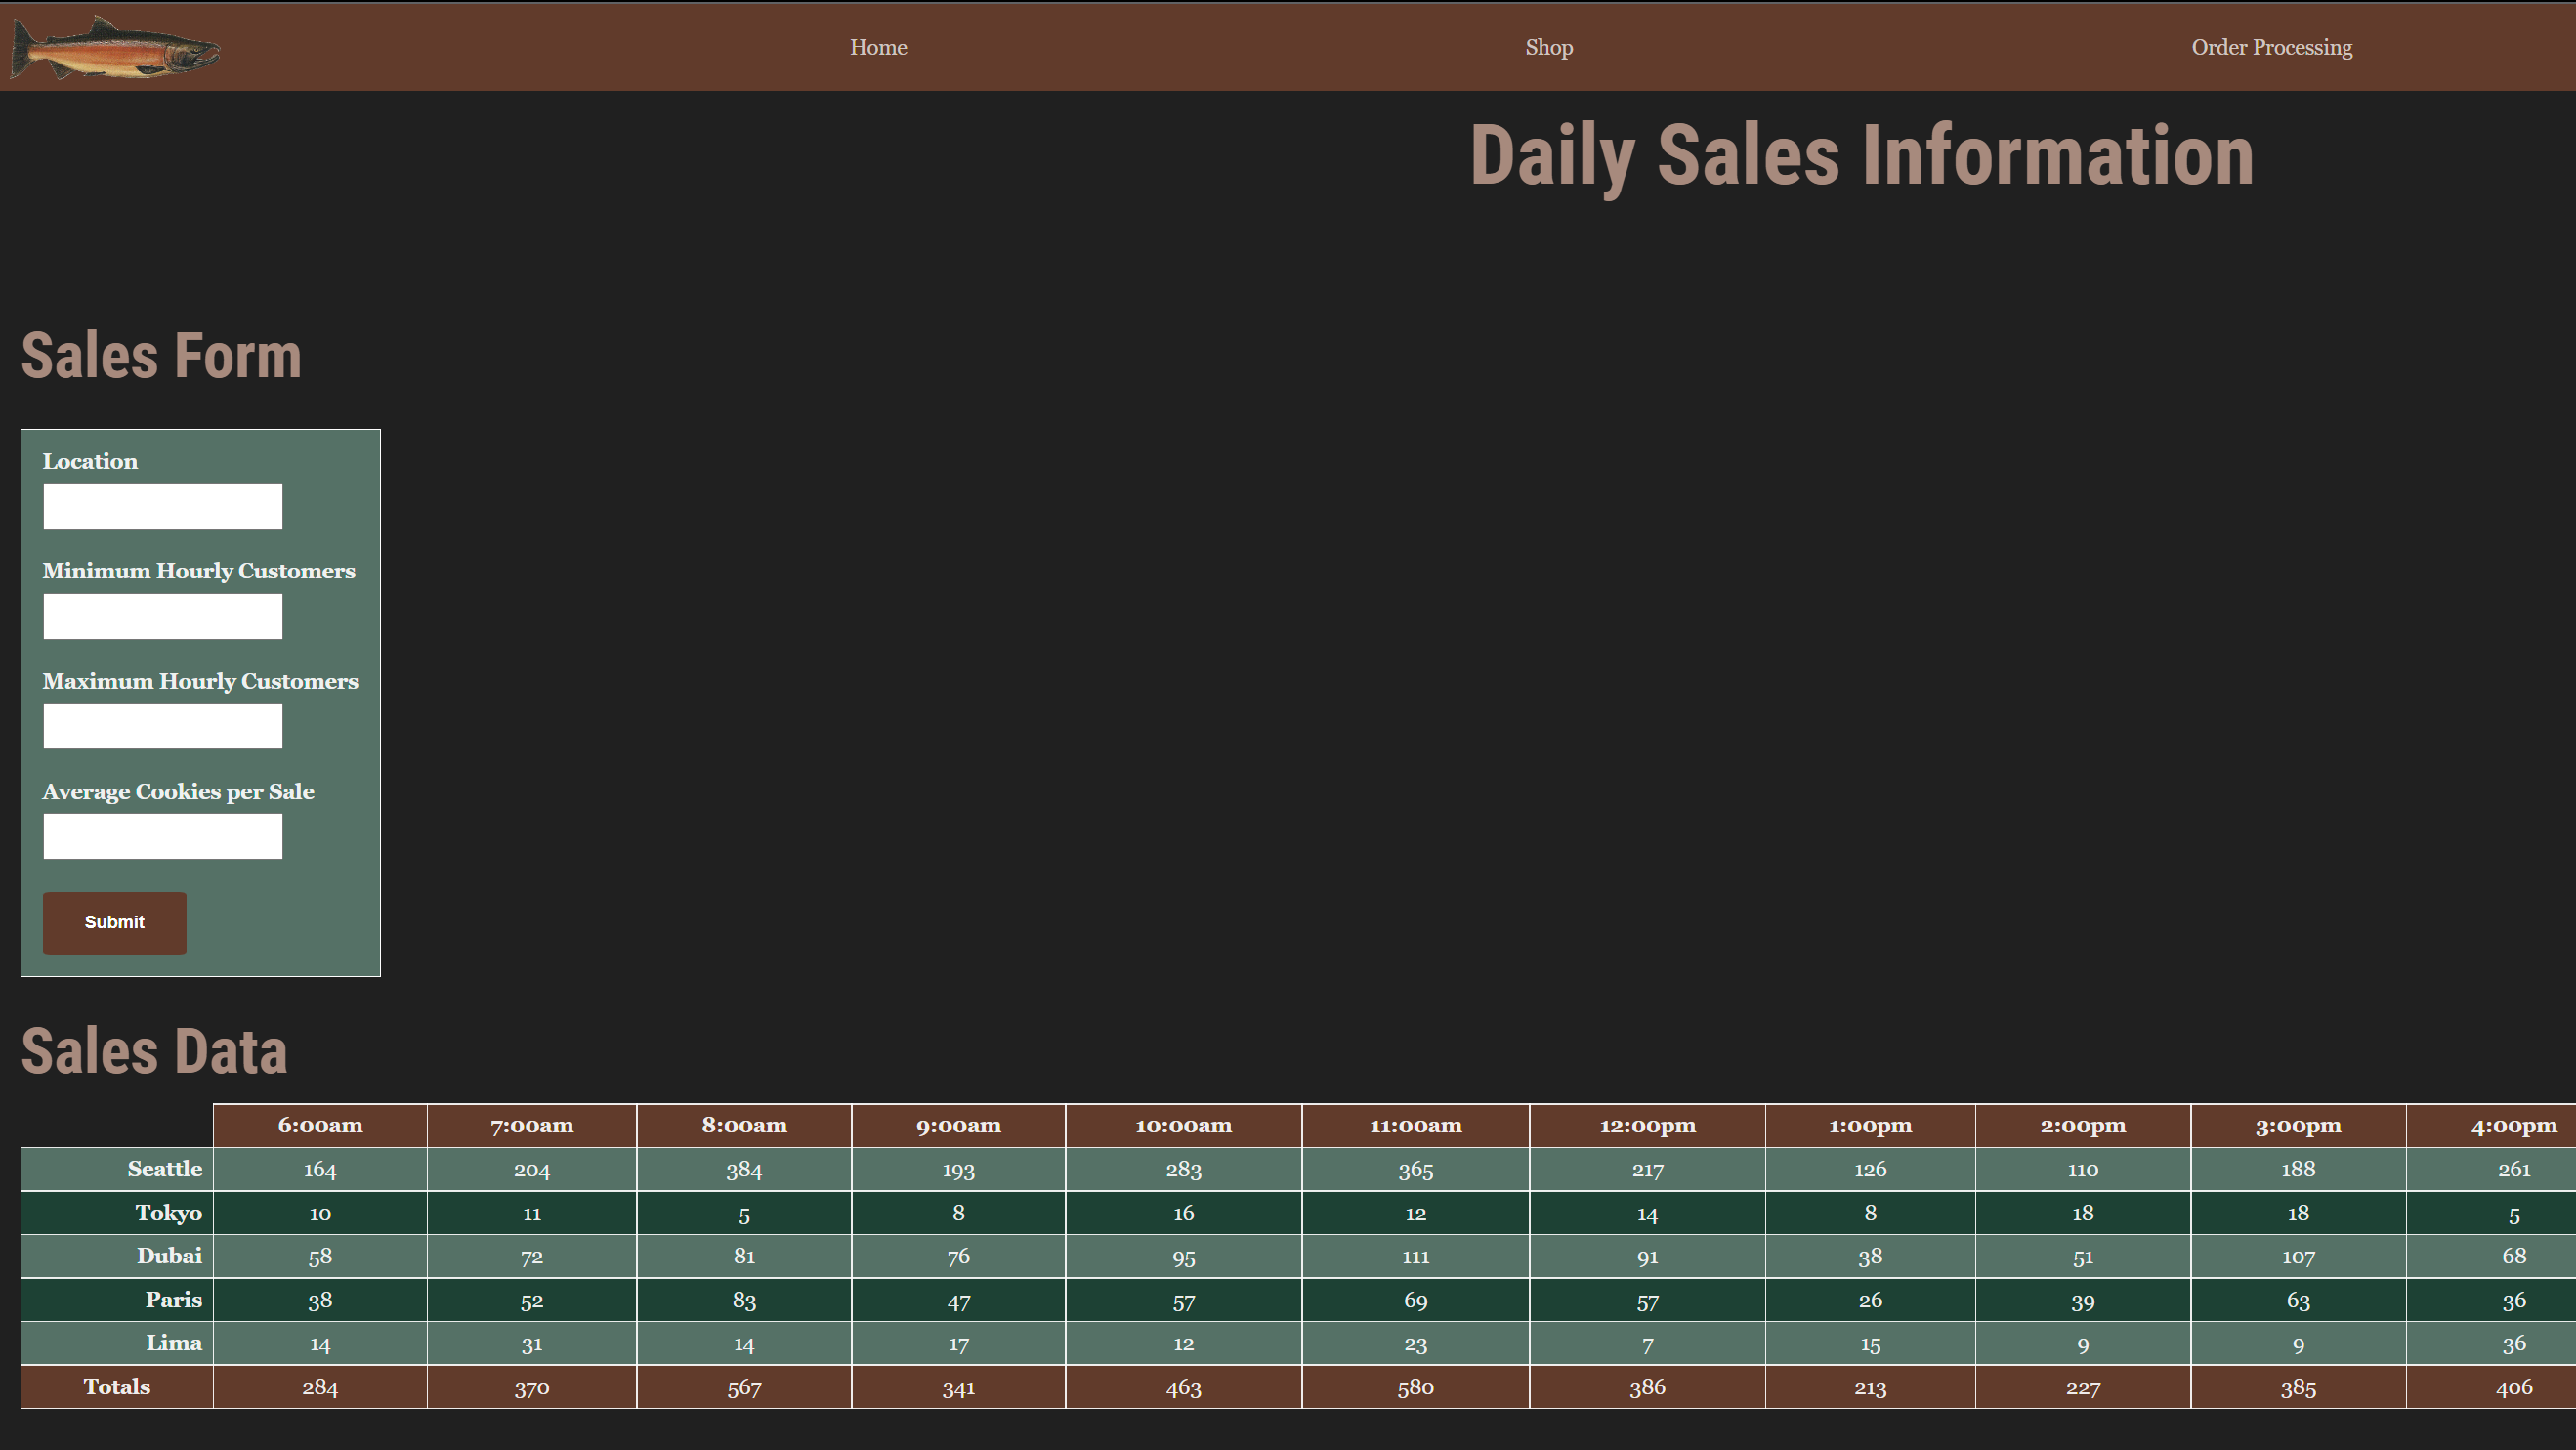 Home Shop Order Processing
Daily Sales Information
Sales Form
Location
Minimum Hourly Customers
Maximum Hourly Customers
Average Cookies per Sale
Submit
Sales Data
6:00am 7:00am 8:00am 9:00am 10:00am 11:00am 12:00pm 1:00pm 2:00pm 3:00pm 4:00pm
Seattle 164 204 384 193 283 365 217 126 110 188 261
Tokyo 10 11 5 8 16 12 14 8 18 18 5
Dubai 58 72 81 76 95 111 91 38 51 107 68
Paris 38 52 83 47 57 69 57 26 39 63 36
Lima 14 31 14 17 12 23 7 15 9 9 36
Totals 284 370 567 341 463 580 386 213 227 385 406